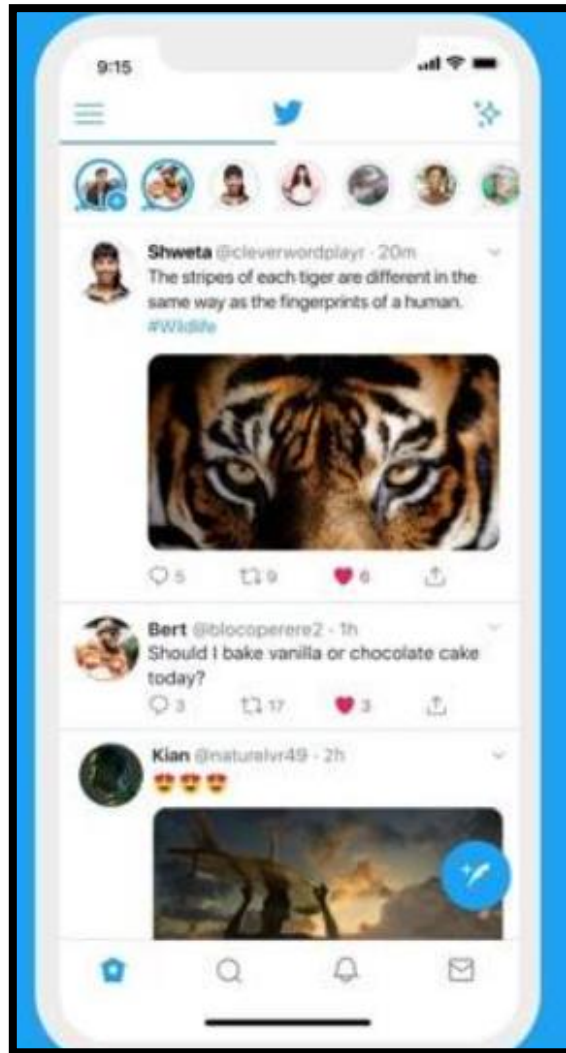 9:15
Shweta @cleverwordplayr · 20m
The stripes of each tiger are different in the
same way as the fingerprints of a human.
#Wildlife
5 9 6
Bert @blocoperere2 · 1h
Should I bake vanilla or chocolate cake
today?
3 17 3
Kian @naturelvr49 · 2h